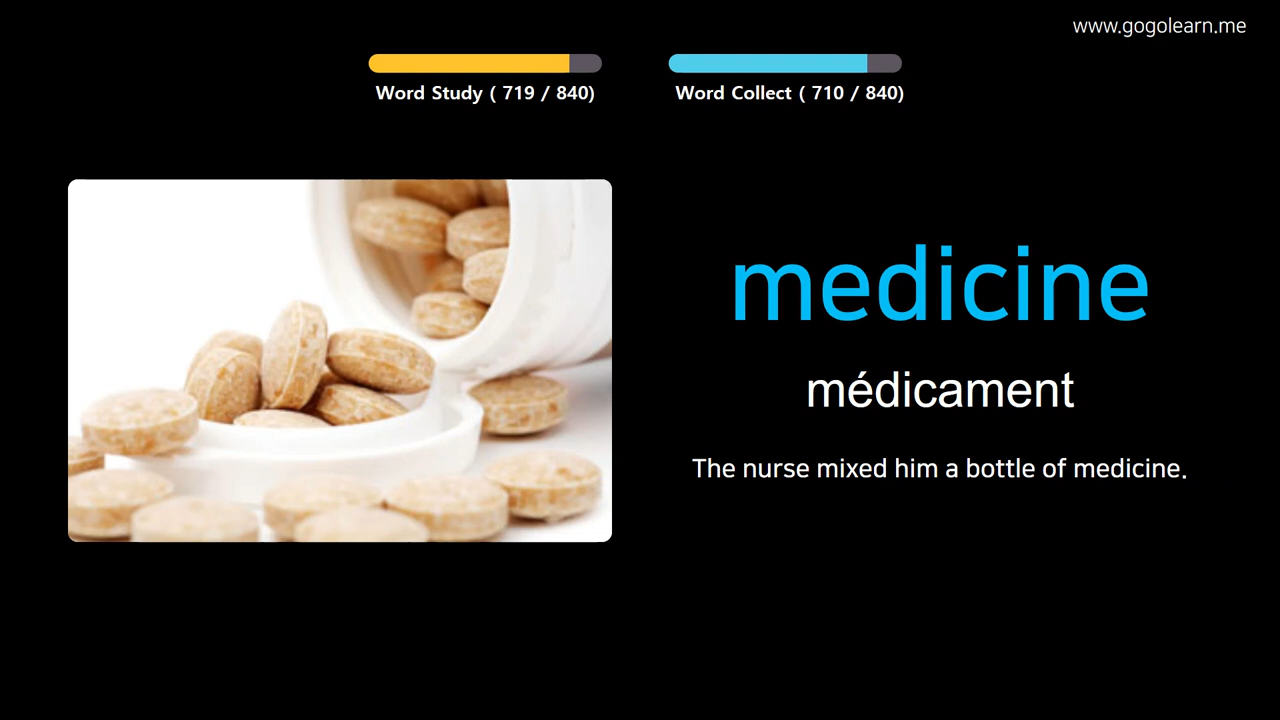 www.gogolearn.me
Word Study ( 719 / 840)
Word Collect ( 710 / 840)
medicine
médicament
The nurse mixed him a bottle of medicine.